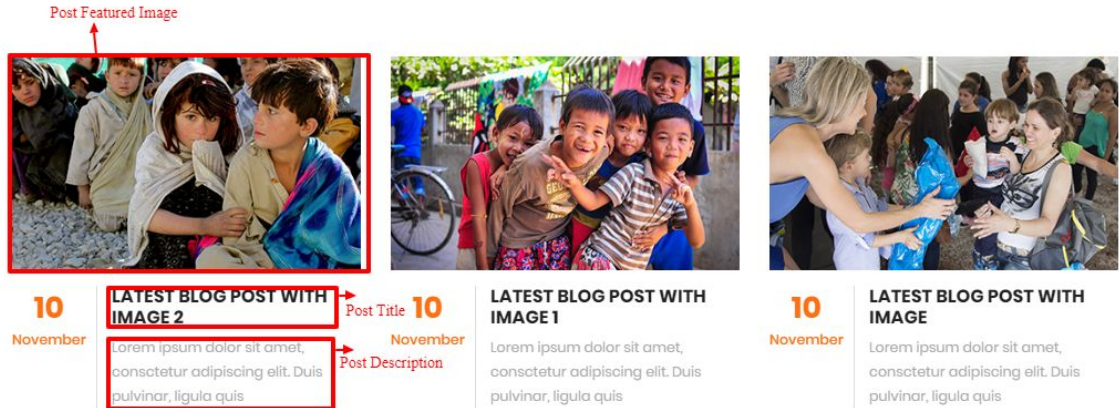 Post Featured Image
10
November
LATEST BLOG POST WITH
IMAGE 2
Post Title
Lorem ipsum dolor sit amet,
consctetur adipiscing elit. Duis
pulvinar, ligula quis
Post Description
10
November
LATEST BLOG POST WITH
IMAGE 1
Lorem ipsum dolor sit amet,
consctetur adipiscing elit. Duis
pulvinar, ligula quis
10
November
LATEST BLOG POST WITH
IMAGE
Lorem ipsum dolor sit amet,
consctetur adipiscing elit. Duis
pulvinar, ligula quis